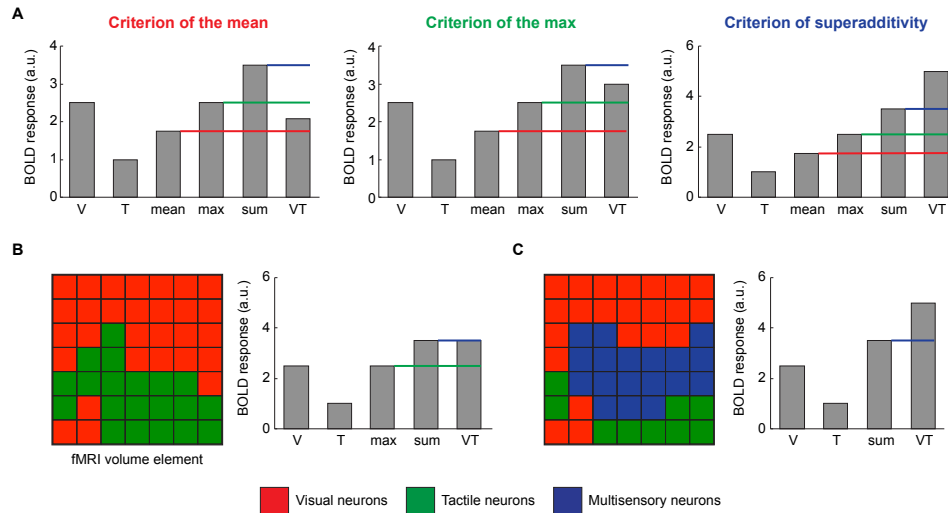 A
Criterion of the mean
Criterion of the max
Criterion of superadditivity
BOLD response (a.u.)
4
3
2
1
0
V T mean max sum VT
BOLD response (a.u.)
4
3
2
1
0
V T mean max sum VT
BOLD response (a.u.)
6
4
2
0
V T mean max sum VT
B
fMRI volume element
BOLD response (a.u.)
6
4
2
0
V T max sum VT
C
BOLD response (a.u.)
6
4
2
0
V T sum VT
Visual neurons
Tactile neurons
Multisensory neurons